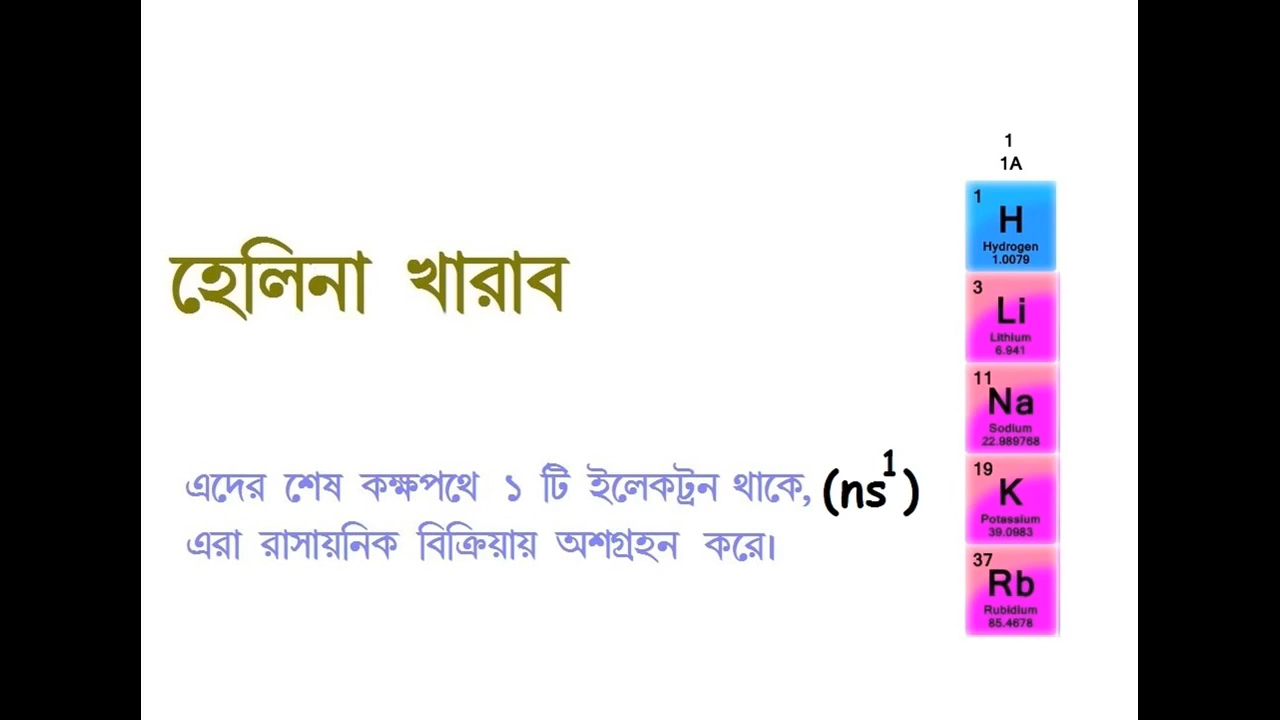 হেলিনা খারাব
এদের শেষ কক্ষপথে ১ টি ইলেকট্রন থাকে, (ns¹)
এরা রাসায়নিক বিক্রিয়ায় অশগ্রহন করে।
1
1A
1
H
Hydrogen
1.0079
3
Li
Lithium
6.941
11
Na
Sodium
22.989768
19
K
Potassium
39.0983
37
Rb
Rubidium
85.4678